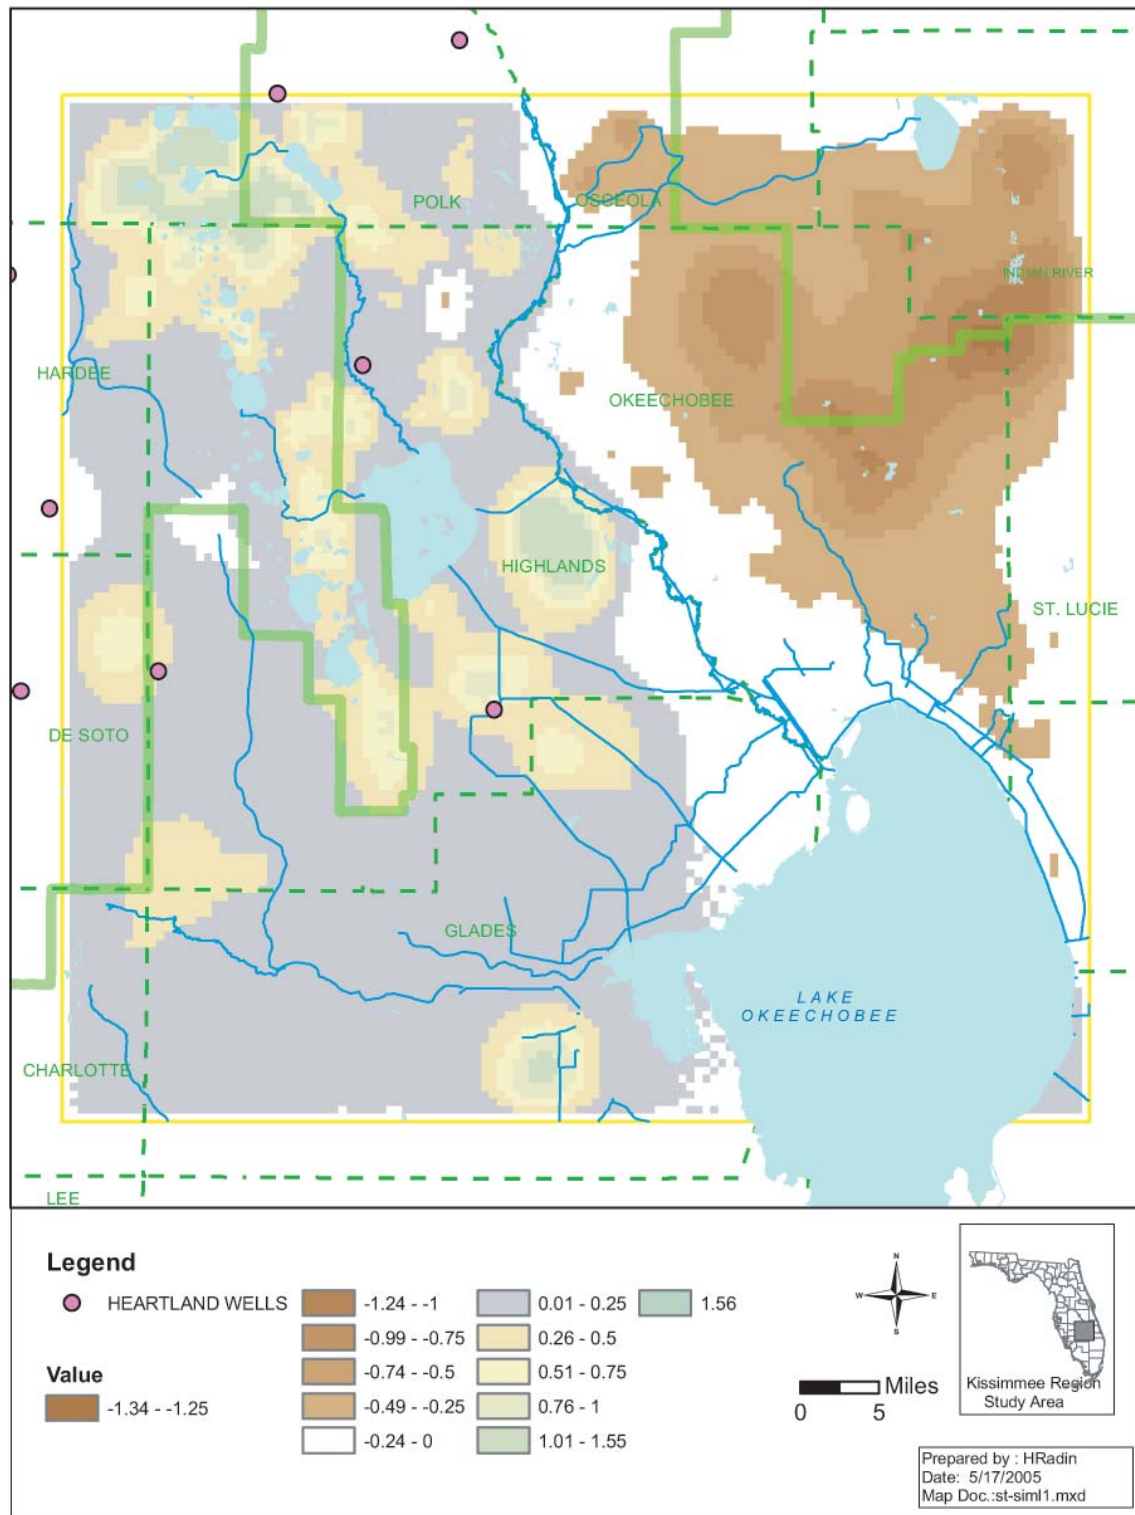 POLK
OSCEOLA
INDIAN RIVER
HARDEE
OKEECHOBEE
HIGHLANDS
ST. LUCIE
DE SOTO
GLADES
LAKE
OKEECHOBEE
CHARLOTTE
LEE
Legend
HEARTLAND WELLS
Value
-1.34 - -1.25
-1.24 - -1
-0.99 - -0.75
-0.74 - -0.5
-0.49 - -0.25
-0.24 - 0
0.01 - 0.25
0.26 - 0.5
0.51 - 0.75
0.76 - 1
1.01 - 1.55
1.56
N
W
E
S
Miles
0 5
Kissimmee Region
Study Area
Prepared by : HRadin
Date: 5/17/2005
Map Doc.:st-siml1.mxd